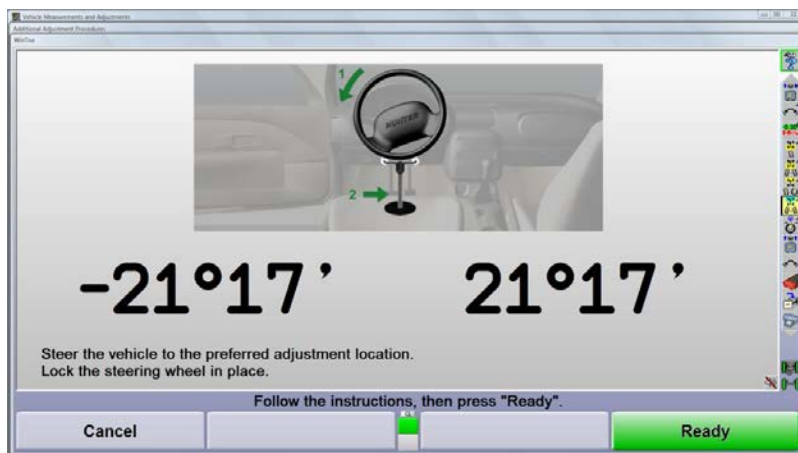 Vehicle Measurements and Adjustments
Additional Adjustment Procedures
WinToe
1
HUNTER
2
-21°17’ 21°17’
Steer the vehicle to the preferred adjustment location.
Lock the steering wheel in place.
Follow the instructions, then press "Ready".
Cancel Ready